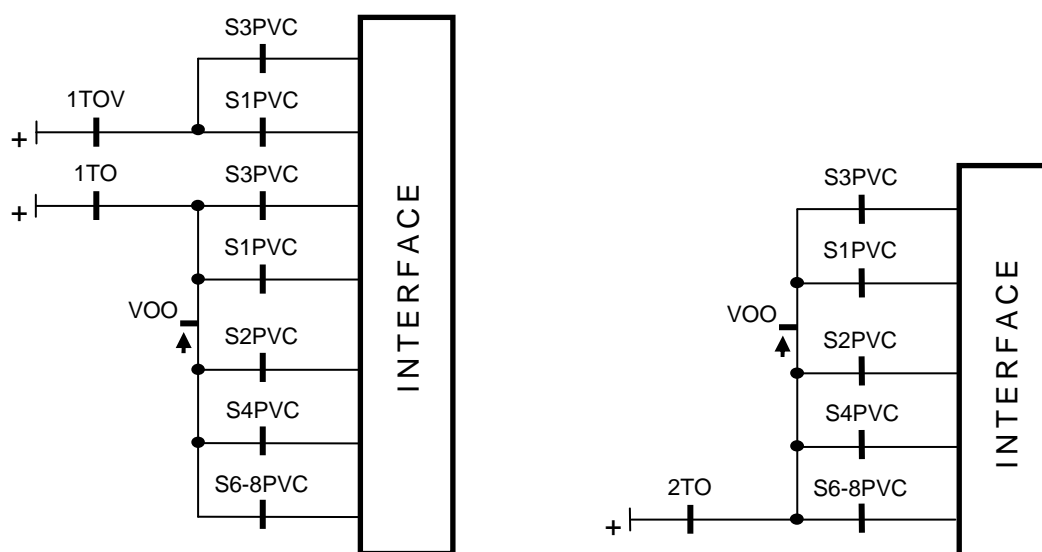 S3PVC
1TOV
S1PVC
+
1TO
S3PVC
+
S1PVC
VOO
S2PVC
S4PVC
S6-8PVC
INTERFACE
S3PVC
S1PVC
VOO
S2PVC
S4PVC
2TO
S6-8PVC
+
INTERFACE